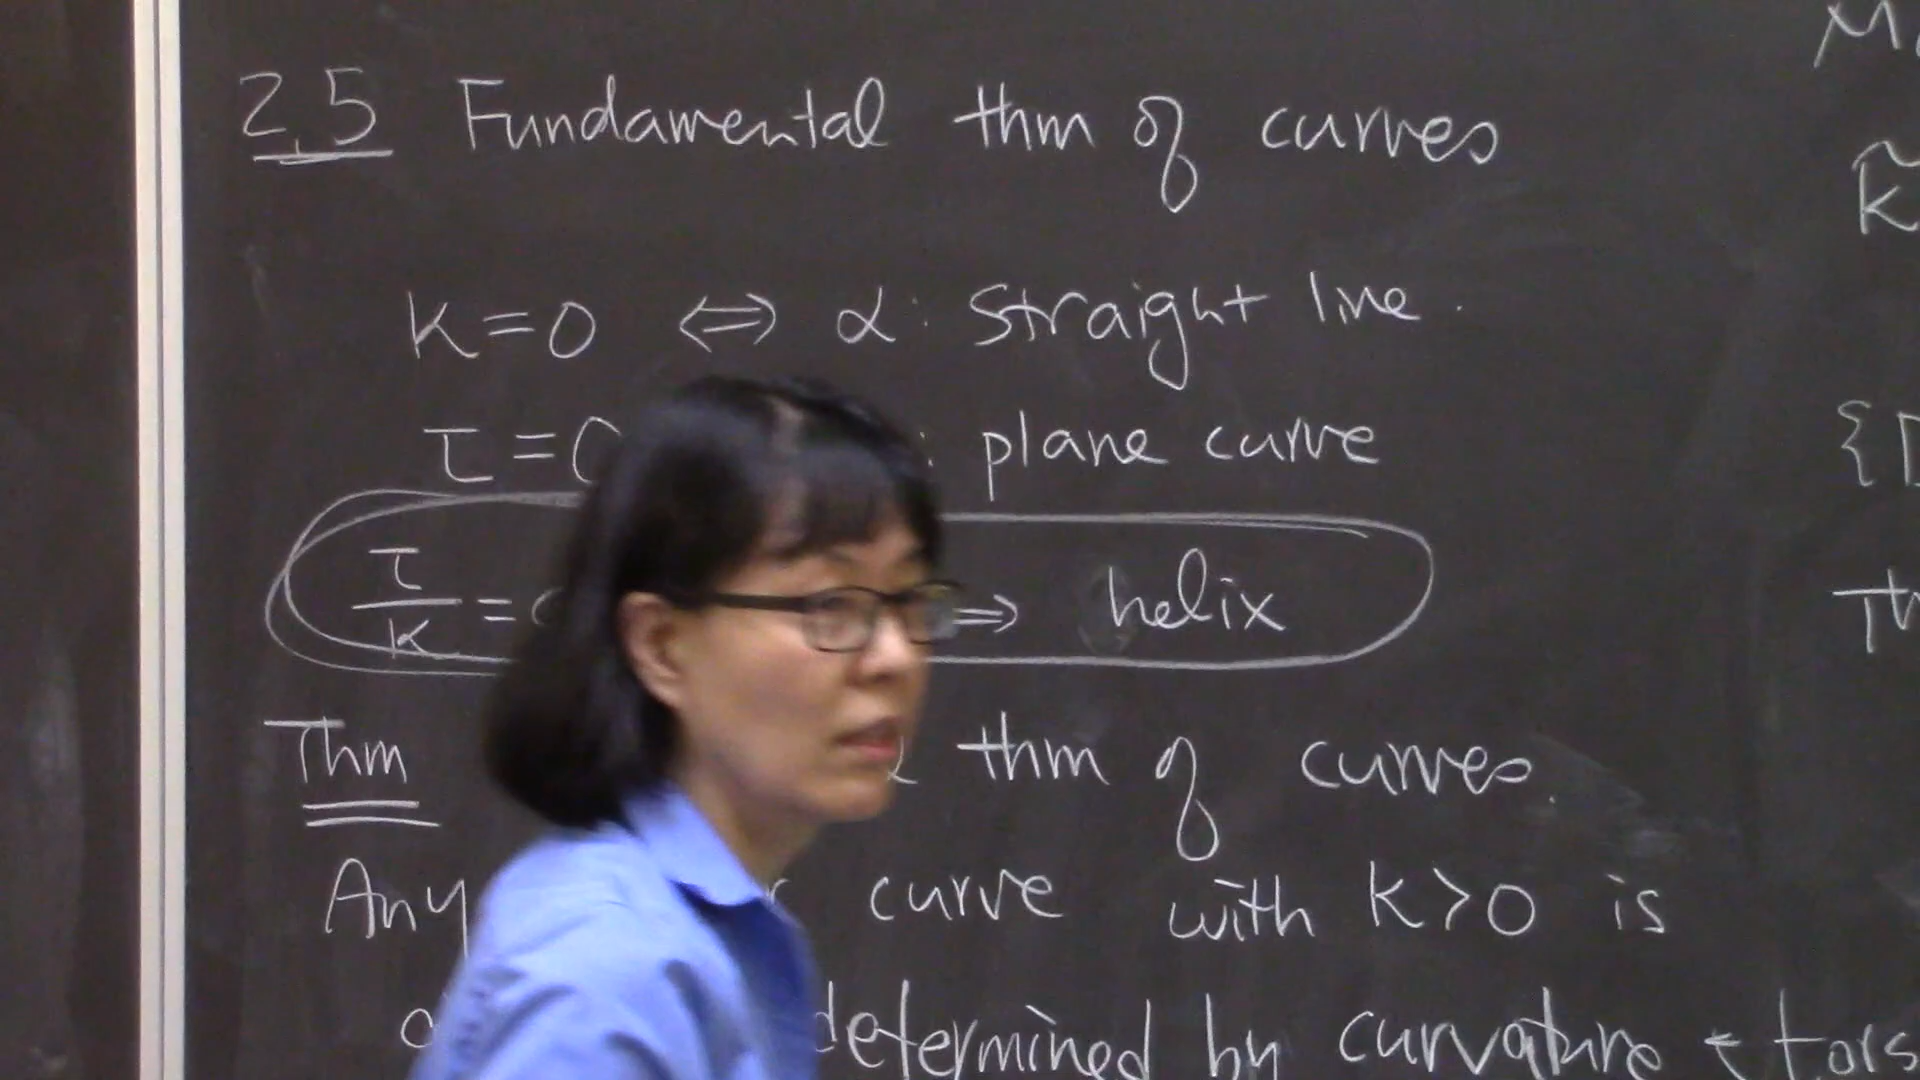 2.5 Fundamental thm of curves
K=0 ⇔ α: Straight line.
τ=0 : plane curve
τ/K = ⇒ helix
Thm thm of curves.
Any curve with K>0 is
determined by curvature + tors
K̃
{
Th